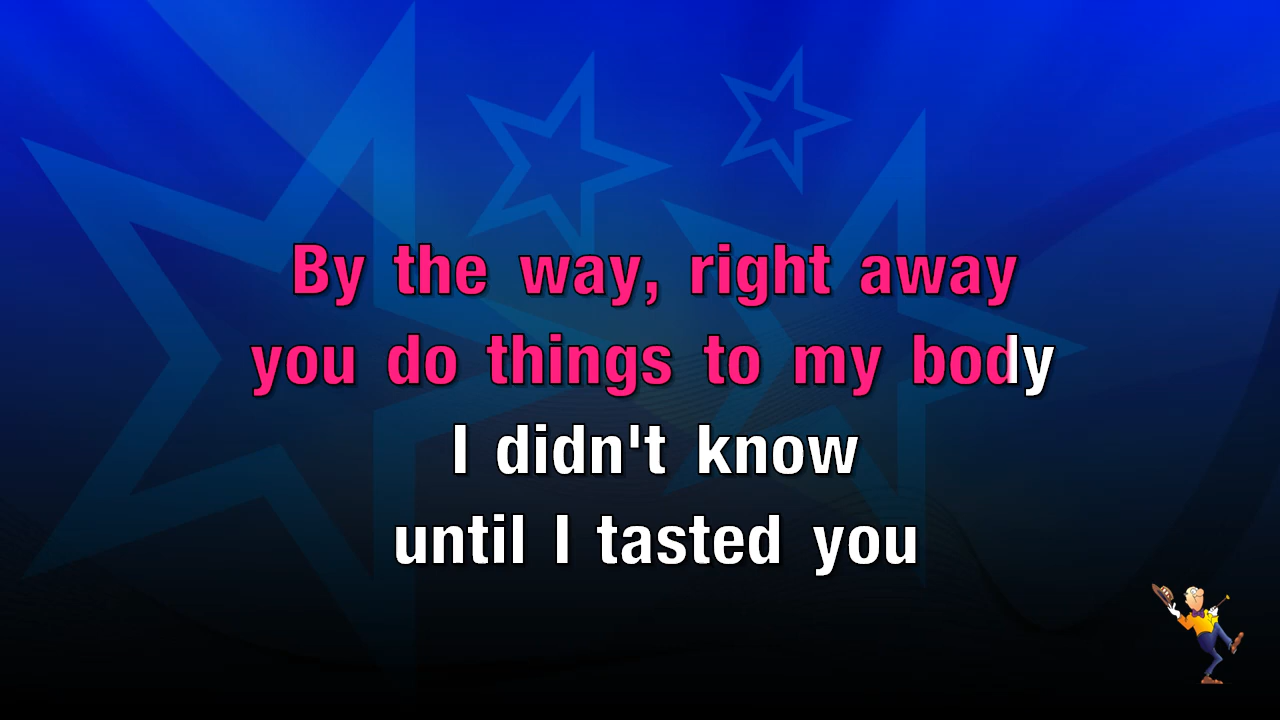 By the way, right away
you do things to my body
I didn't know
until I tasted you